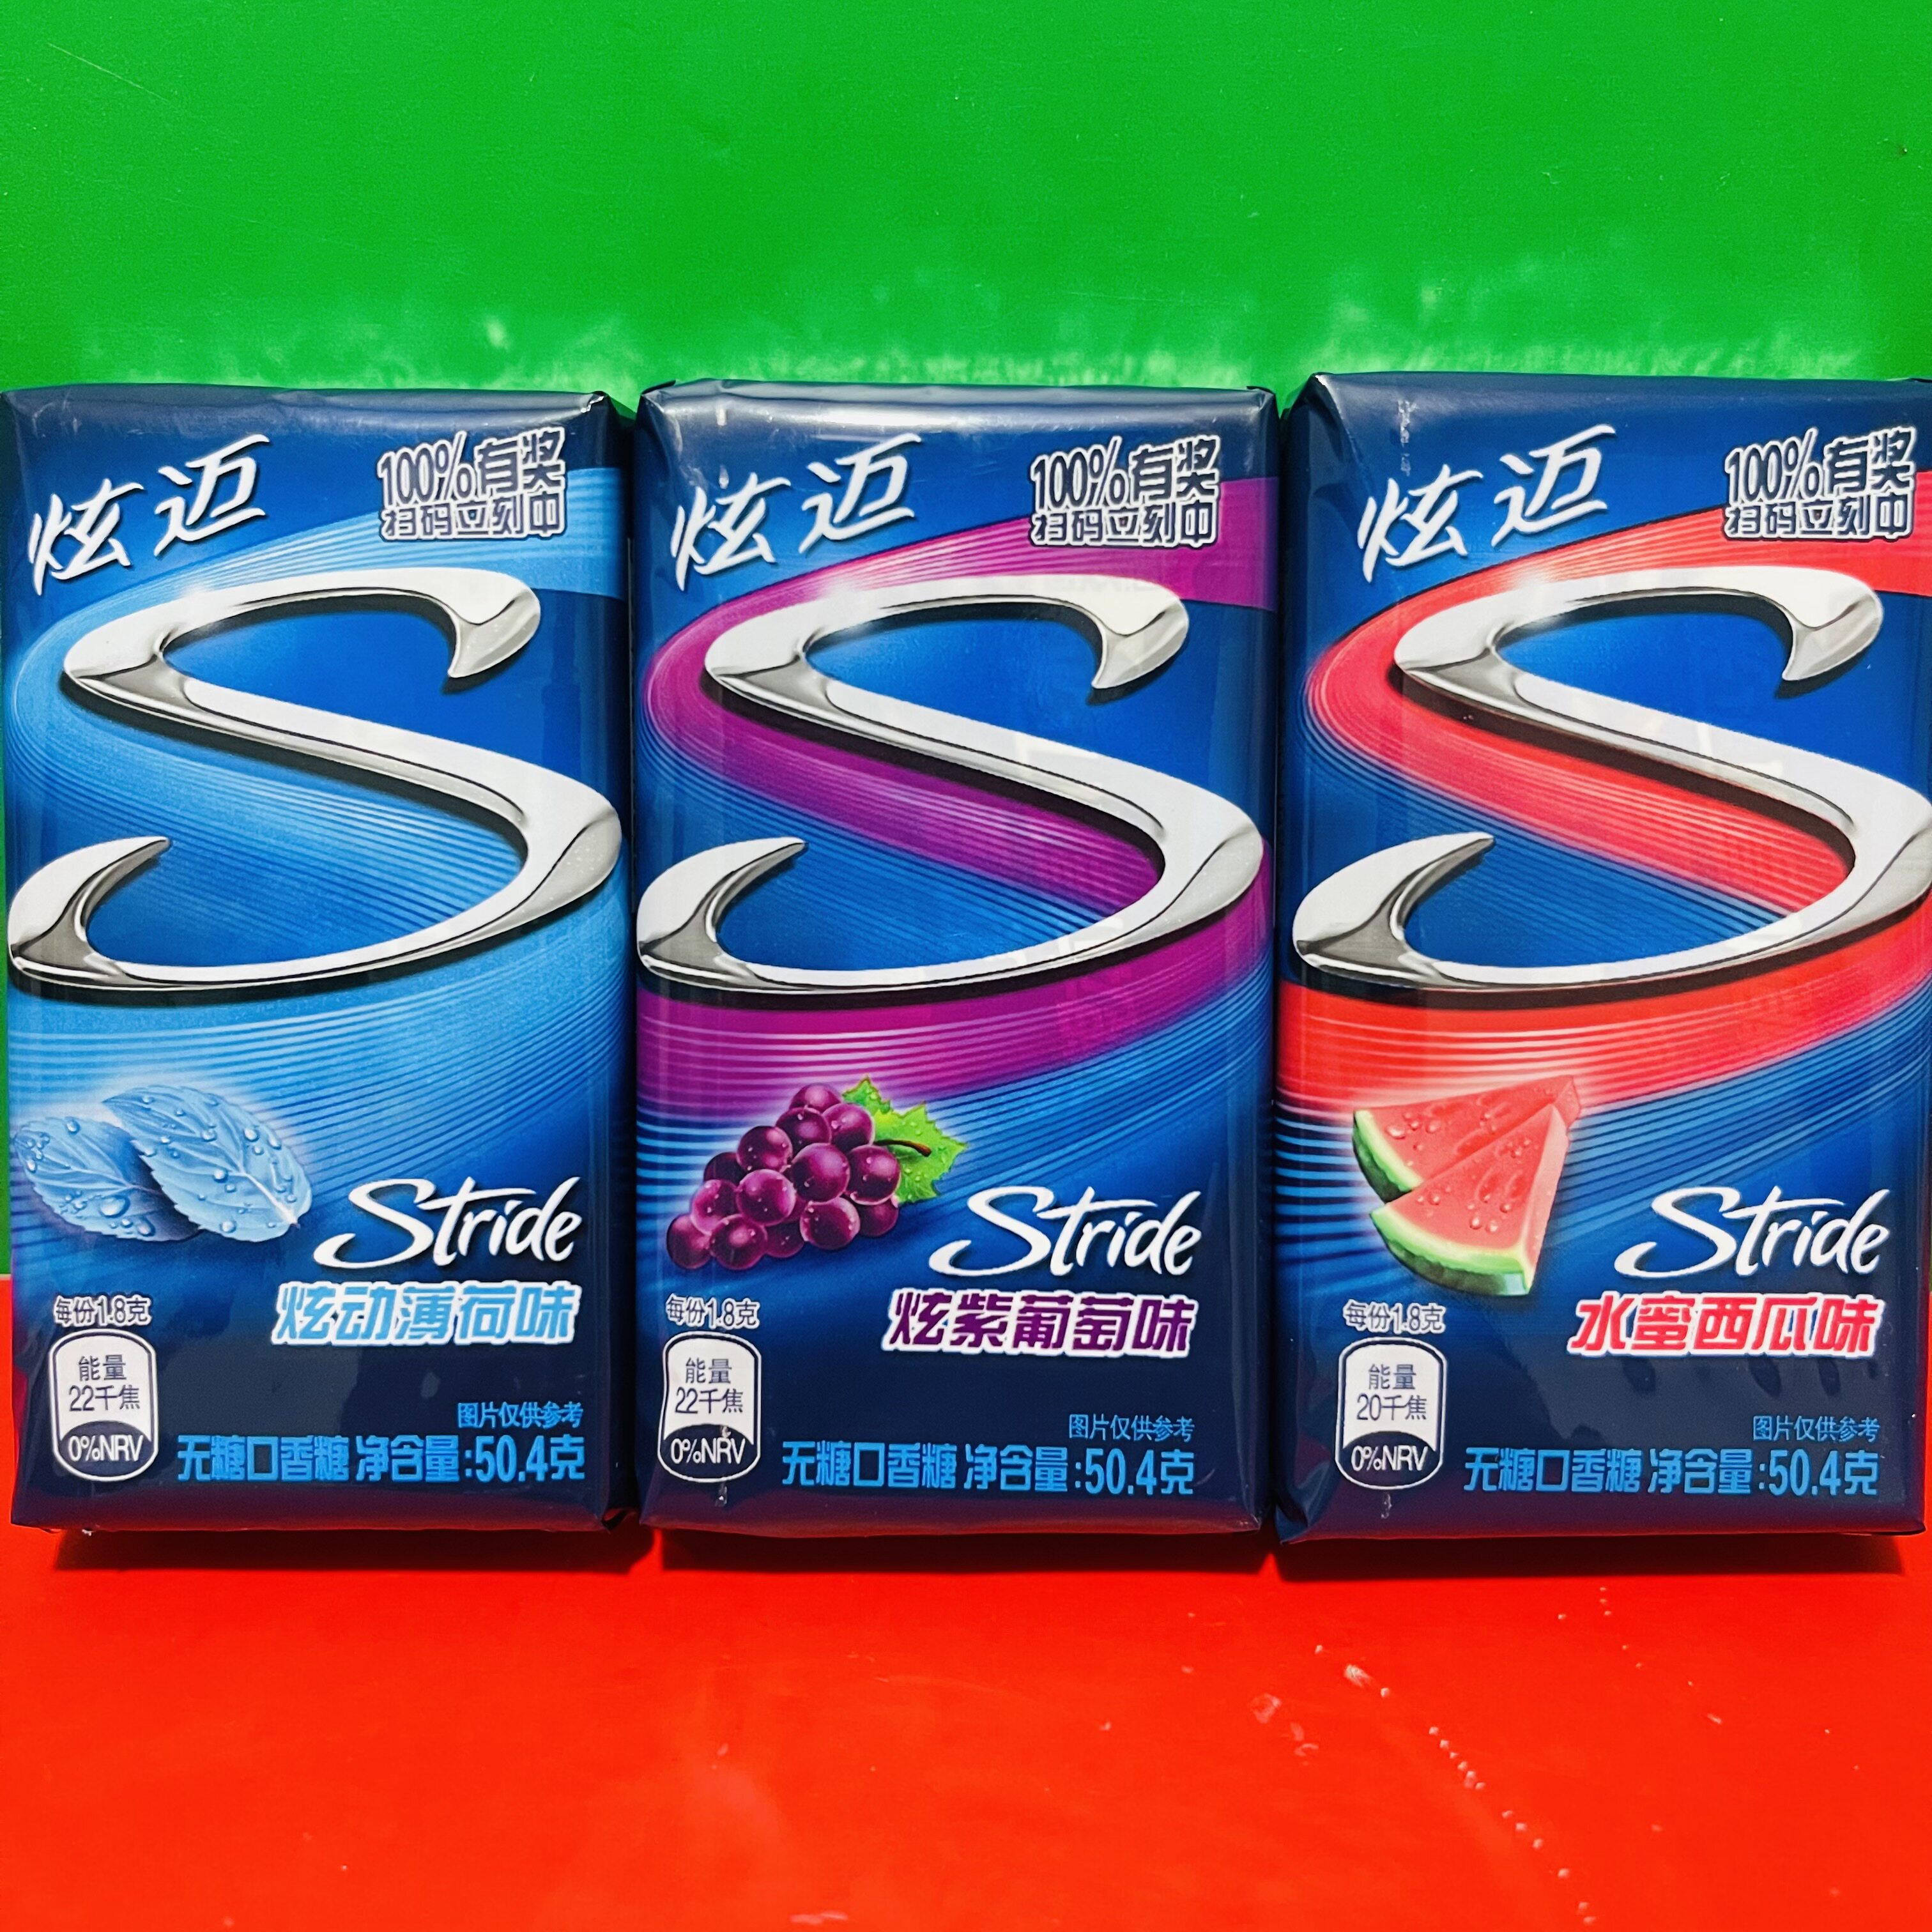 炫迈
100%有奖
扫码立刻中
S
Stride
炫动薄荷味
每份1.8克
能量
22千焦
0%NRV
图片仅供参考
无糖口香糖 净含量:50.4克
炫迈
100%有奖
扫码立刻中
S
Stride
炫紫葡萄味
每份1.8克
能量
22千焦
0%NRV
图片仅供参考
无糖口香糖 净含量:50.4克
炫迈
100%有奖
扫码立刻中
S
Stride
水蜜西瓜味
每份1.8克
能量
20千焦
0%NRV
图片仅供参考
无糖口香糖 净含量:50.4克